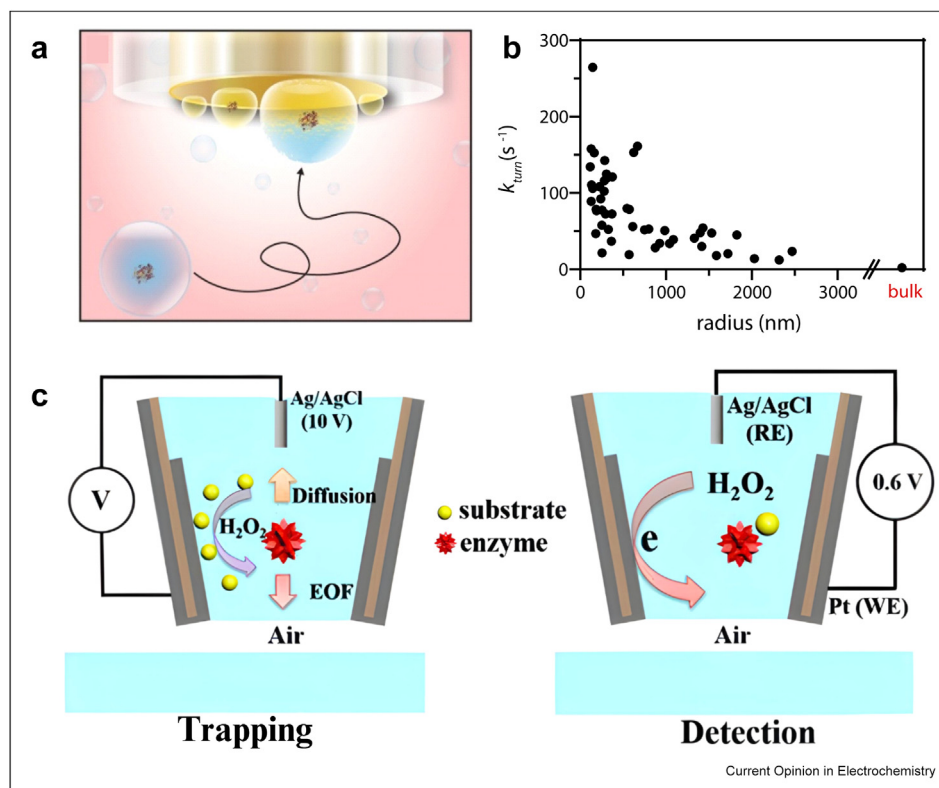 a
b
300
200
100
0
k_turn(s⁻¹)
0
1000
2000
3000
bulk
radius (nm)
c
Ag/AgCl
(10 V)
V
Diffusion
H₂O₂
EOF
Air
Trapping
substrate
enzyme
Ag/AgCl
(RE)
H₂O₂
0.6 V
e
Pt (WE)
Air
Detection
Current Opinion in Electrochemistry